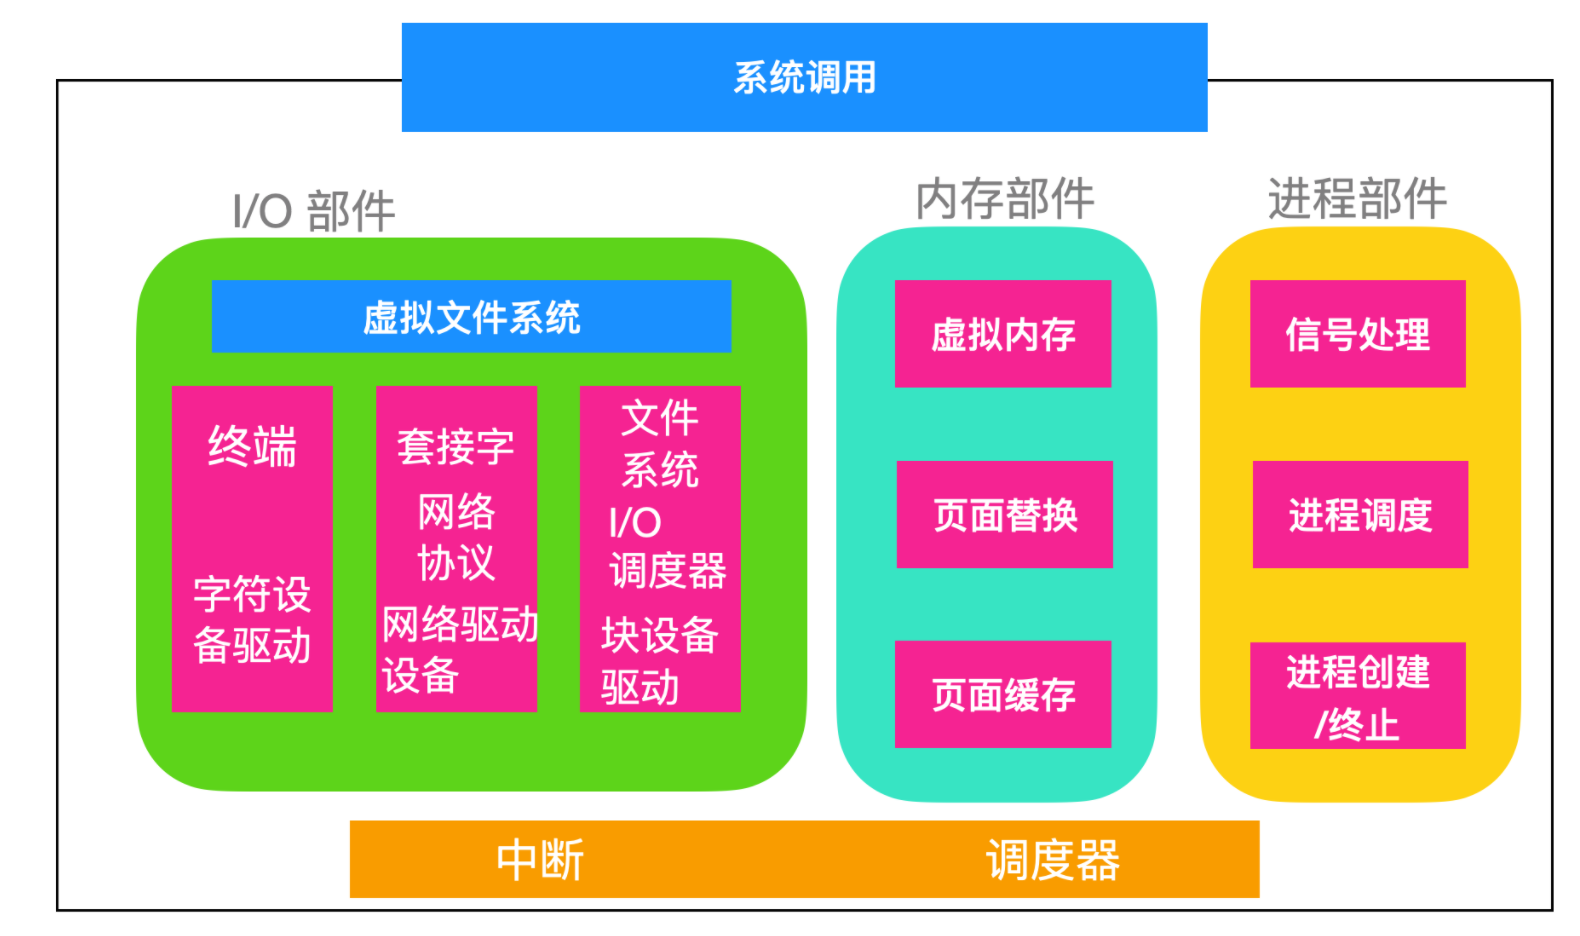 系统调用
I/O 部件
内存部件
进程部件
虚拟文件系统
终端
字符设
备驱动
套接字
网络
协议
网络驱动
设备
文件
系统
I/O
调度器
块设备
驱动
虚拟内存
页面替换
页面缓存
信号处理
进程调度
进程创建
/终止
中断
调度器